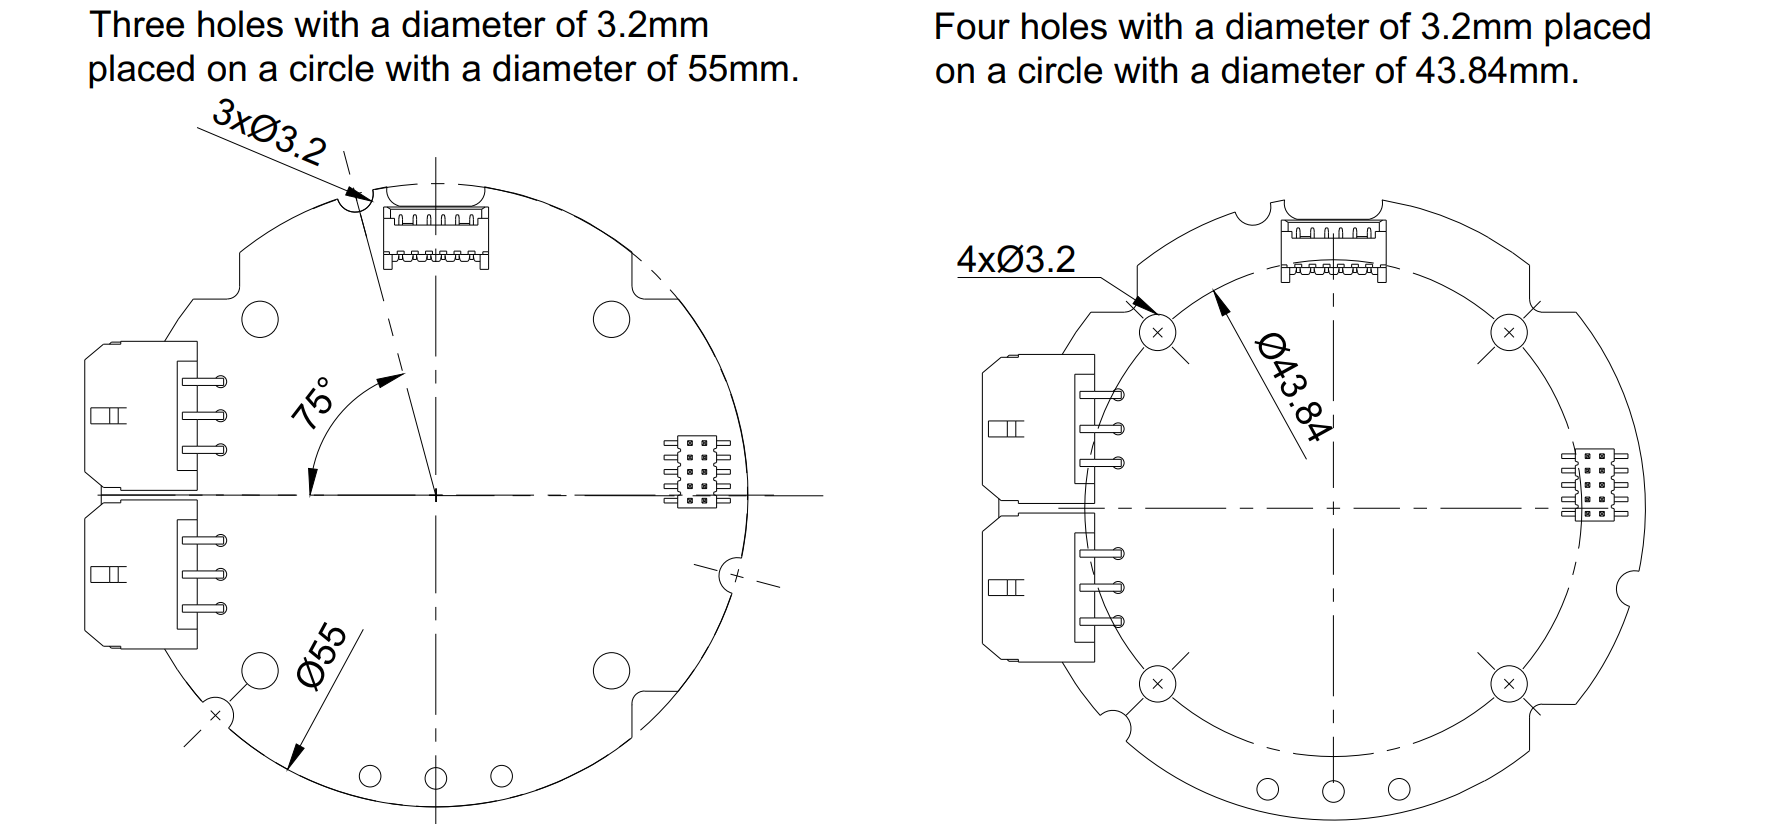 Three holes with a diameter of 3.2mm
placed on a circle with a diameter of 55mm.
3xØ3.2
75°
Ø55
Four holes with a diameter of 3.2mm placed
on a circle with a diameter of 43.84mm.
4xØ3.2
Ø43.84